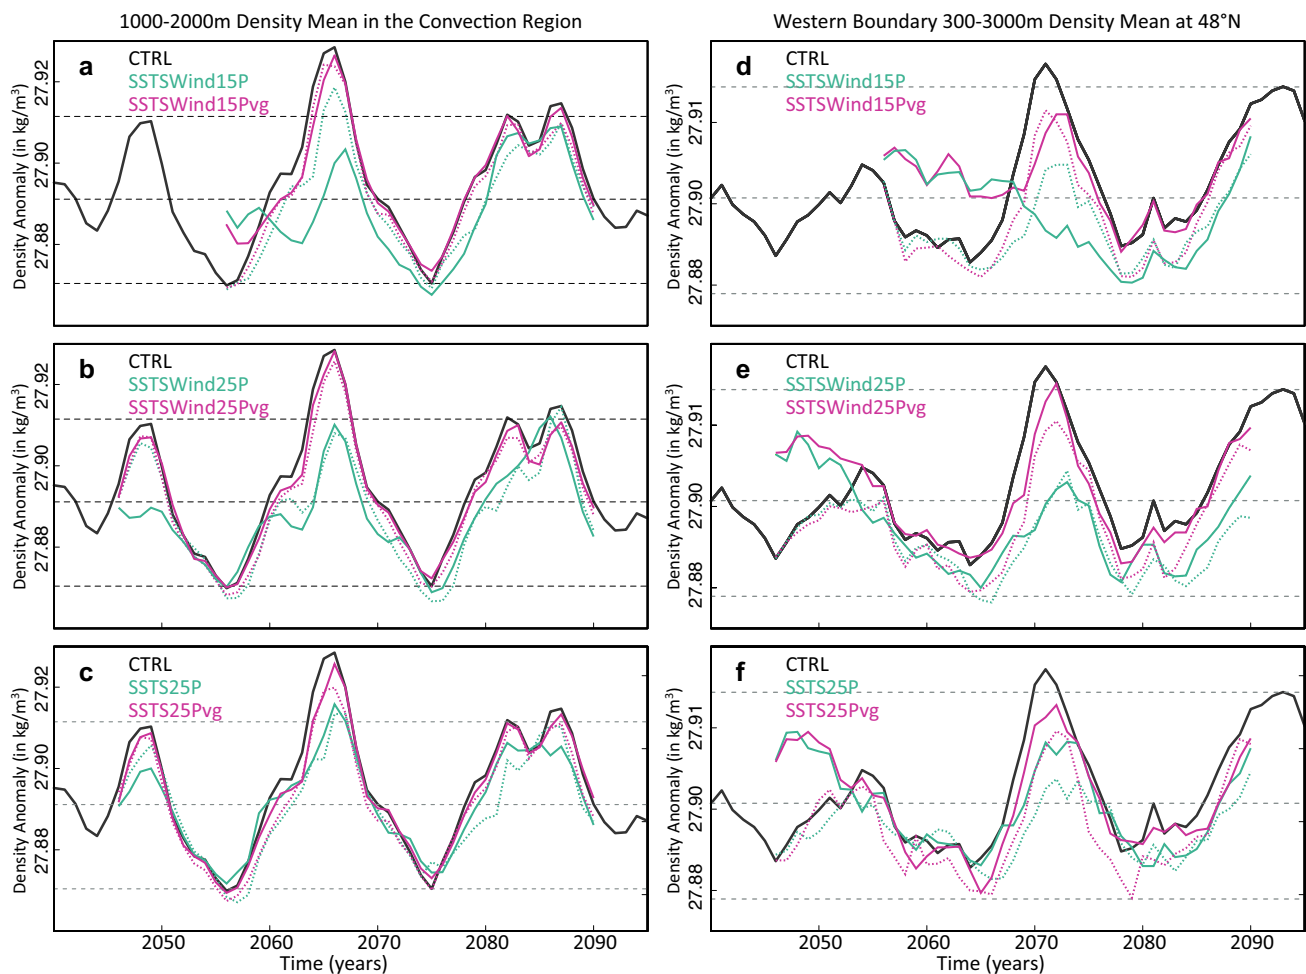 1000-2000m Density Mean in the Convection Region
Western Boundary 300-3000m Density Mean at 48°N
a
CTRL
SSTSWind15P
SSTSWind15Pvg
Density Anomaly (in kg/m³)
27.92
27.90
27.88
d
CTRL
SSTSWind15P
SSTSWind15Pvg
Density Anomaly (in kg/m³)
27.91
27.90
27.88
b
CTRL
SSTSWind25P
SSTSWind25Pvg
Density Anomaly (in kg/m³)
27.92
27.90
27.88
e
CTRL
SSTSWind25P
SSTSWind25Pvg
Density Anomaly (in kg/m³)
27.91
27.90
27.88
c
CTRL
SSTS25P
SSTS25Pvg
Density Anomaly (in kg/m³)
27.92
27.90
27.88
2050 2060 2070 2080 2090
Time (years)
f
CTRL
SSTS25P
SSTS25Pvg
Density Anomaly (in kg/m³)
27.91
27.90
27.88
2050 2060 2070 2080 2090
Time (years)